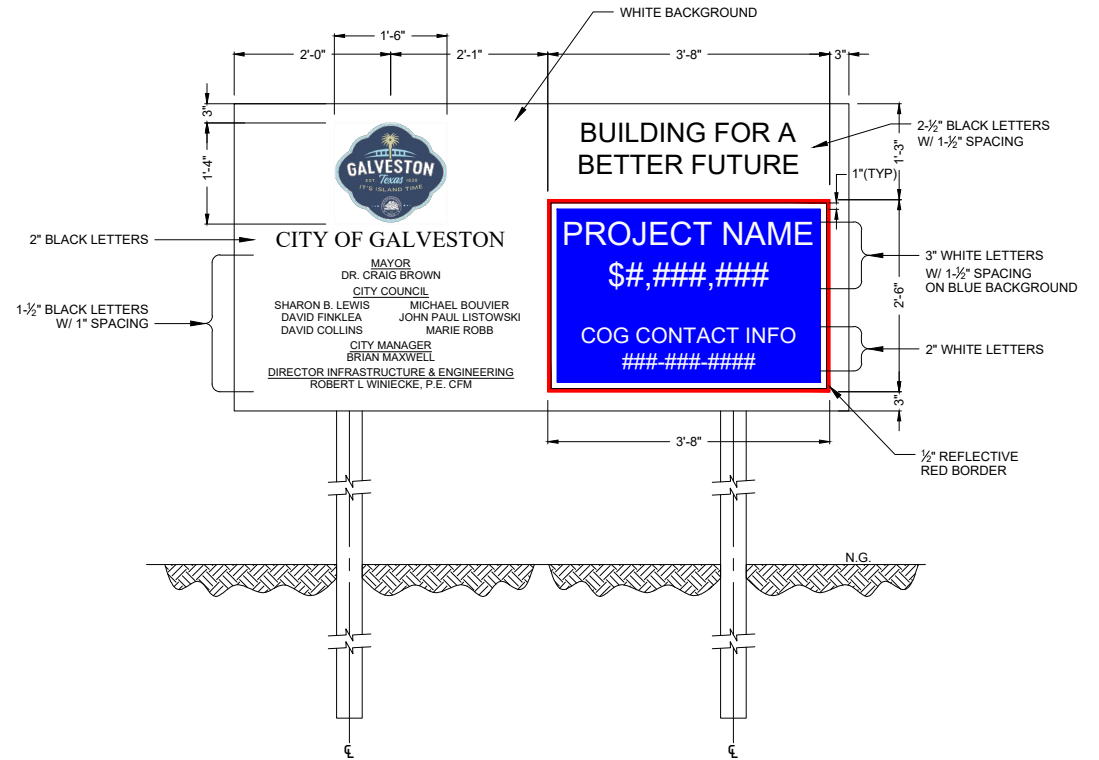 WHITE BACKGROUND
1'-6"
2'-0"
2'-1"
3'-8"
3"
3"
1'-4"
GALVESTON
EST. Texas 1839
IT'S ISLAND TIME
BUILDING FOR A
BETTER FUTURE
2-½" BLACK LETTERS
W/ 1-½" SPACING
1'-3"
1"(TYP)
2" BLACK LETTERS
CITY OF GALVESTON
MAYOR
DR. CRAIG BROWN
CITY COUNCIL
SHARON B. LEWIS MICHAEL BOUVIER
DAVID FINKLEA JOHN PAUL LISTOWSKI
DAVID COLLINS MARIE ROBB
CITY MANAGER
BRIAN MAXWELL
DIRECTOR INFRASTRUCTURE & ENGINEERING
ROBERT L WINIECKE, P.E. CFM
1-½" BLACK LETTERS
W/ 1" SPACING
PROJECT NAME
$#,###,###
COG CONTACT INFO
###-###-####
3" WHITE LETTERS
W/ 1-½" SPACING
ON BLUE BACKGROUND
2'-6"
2" WHITE LETTERS
3"
3'-8"
½" REFLECTIVE
RED BORDER
N.G.
℄
℄